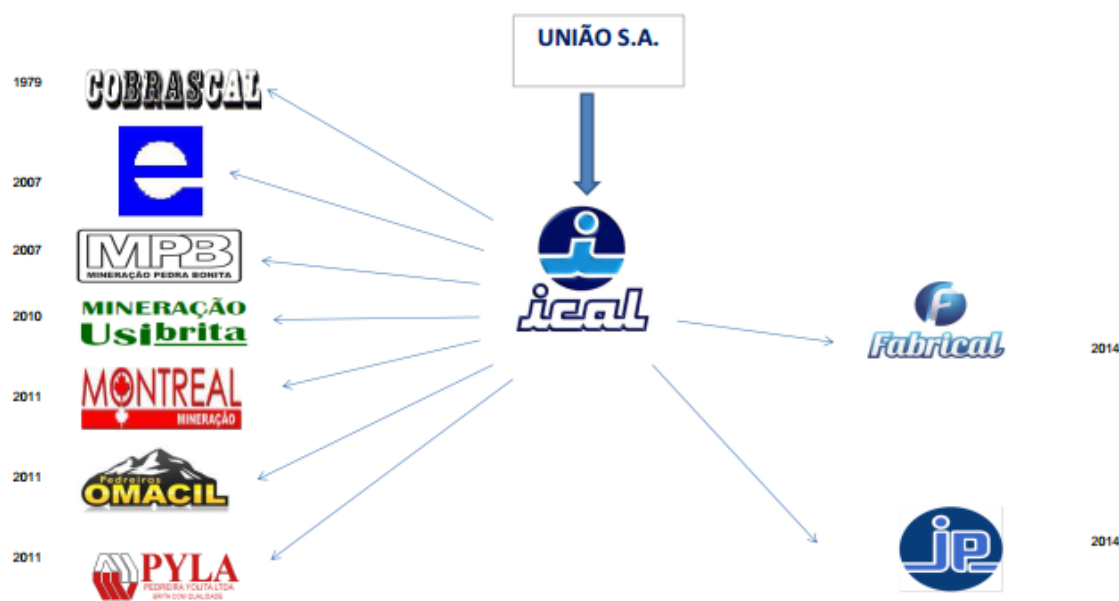 UNIÃO S.A.
1979
COBRASCAL
e
2007
2007
MPB
MINERAÇÃO PEDRA BONITA
2010
MINERAÇÃO
Usibrita
2011
MONTREAL
MINERAÇÃO
2011
Pedreiras
OMACIL
2011
PYLA
PEDREIRA YOLITA LTDA
BRITA COM QUALIDADE
i
ical
F
Fabrical
2014
jp
2014